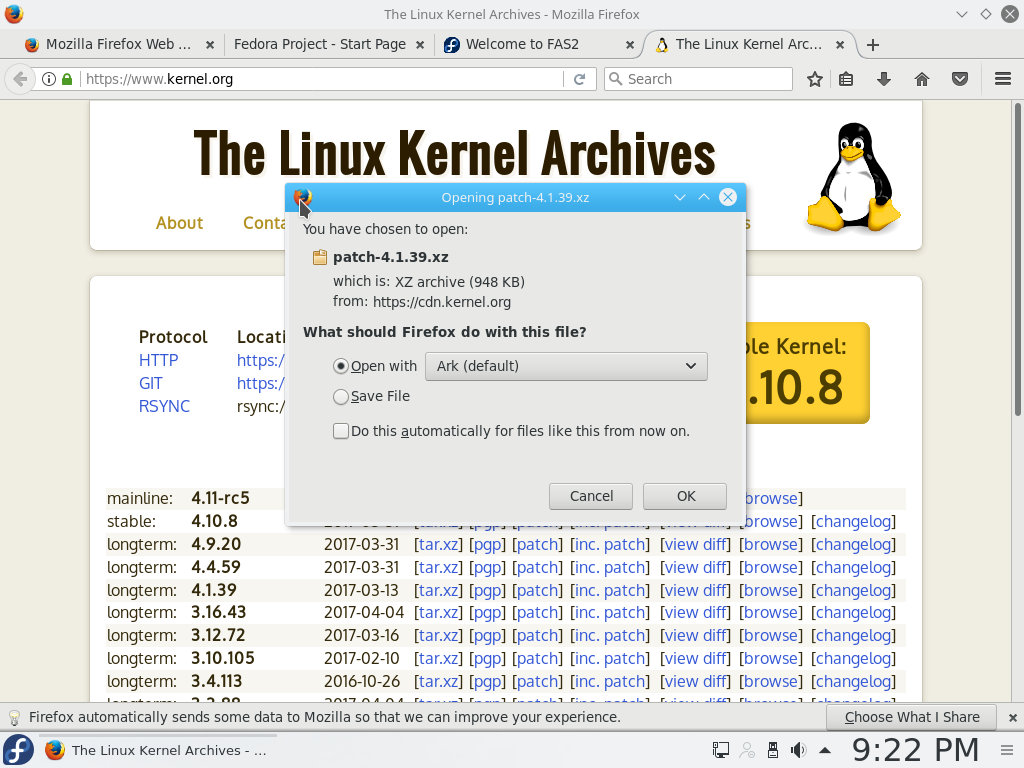 The Linux Kernel Archives - Mozilla Firefox
Mozilla Firefox Web ...
Fedora Project - Start Page
Welcome to FAS2
The Linux Kernel Arc...
https://www.kernel.org
Search
The Linux Kernel Archives
About
Conta
s
Opening patch-4.1.39.xz
You have chosen to open:
patch-4.1.39.xz
which is: XZ archive (948 KB)
from: https://cdn.kernel.org
What should Firefox do with this file?
Open with Ark (default)
Save File
Do this automatically for files like this from now on.
Cancel OK
Protocol Locati
HTTP https:/
GIT https:/
RSYNC rsync:/
le Kernel:
.10.8
mainline: 4.11-rc5 browse]
stable: 4.10.8 2017-03-31 [tar.xz] [pgp] [patch] [inc. patch] [view diff] [browse] [changelog]
longterm: 4.9.20 2017-03-31 [tar.xz] [pgp] [patch] [inc. patch] [view diff] [browse] [changelog]
longterm: 4.4.59 2017-03-31 [tar.xz] [pgp] [patch] [inc. patch] [view diff] [browse] [changelog]
longterm: 4.1.39 2017-03-13 [tar.xz] [pgp] [patch] [inc. patch] [view diff] [browse] [changelog]
longterm: 3.16.43 2017-04-04 [tar.xz] [pgp] [patch] [inc. patch] [view diff] [browse] [changelog]
longterm: 3.12.72 2017-03-16 [tar.xz] [pgp] [patch] [inc. patch] [view diff] [browse] [changelog]
longterm: 3.10.105 2017-02-10 [tar.xz] [pgp] [patch] [inc. patch] [view diff] [browse] [changelog]
longterm: 3.4.113 2016-10-26 [tar.xz] [pgp] [patch] [inc. patch] [view diff] [browse] [changelog]
Firefox automatically sends some data to Mozilla so that we can improve your experience.
Choose What I Share
The Linux Kernel Archives - ...
9:22 PM